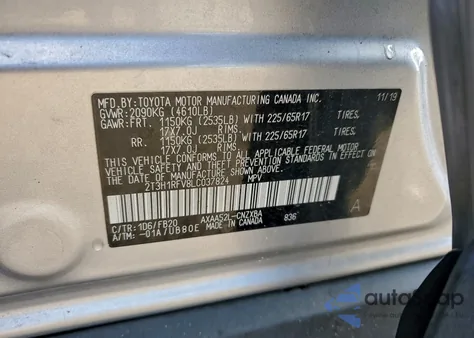 MFD.BY:TOYOTA MOTOR MANUFACTURING CANADA INC. 11/19
GVWR: 2090KG (4610LB)
GAWR:FRT. 1150KG (2535LB) WITH 225/65R17 TIRES,
17X7.0J RIMS
RR. 1150KG (2535LB) WITH 225/65R17 TIRES,
17X7.0J RIMS
THIS VEHICLE CONFORMS TO ALL APPLICABLE FEDERAL MOTOR
VEHICLE SAFETY AND THEFT PREVENTION STANDARDS IN EFFECT
ON THE DATE OF MANUFACTURE SHOWN ABOVE.
2T3H1RFV8LC037824 MPV
C/TR:1D6/FB20 AXAA52L-CNZXBA 836
A/TM: -01A/UB80E MADE IN CANADA A